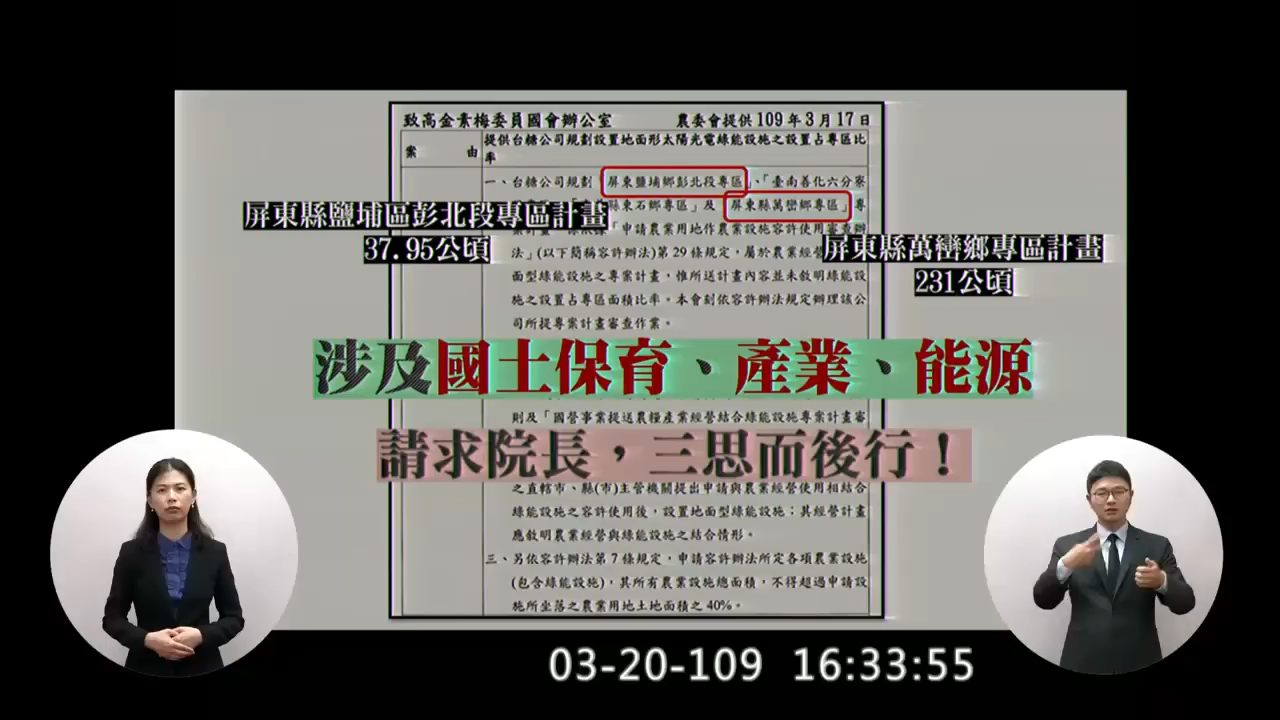 致高金素梅委員國會辦公室 農委會提供109年3月17日
案 由
提供台糖公司規劃設置地面形太陽光電綠能設施之設置占專區比
率
一、台糖公司規劃「屏東鹽埔鄉彭北段專區」、「臺南善化六分寮
縣東石鄉專區」及「屏東縣萬巒鄉專區」專
屏東縣鹽埔區彭北段專區計畫
37.95公頃
「申請農業用地作農業設施容許使用審查辦
法」(以下簡稱容許辦法)第29條規定，屬於農業經營
屏東縣萬巒鄉專區計畫
231公頃
面型綠能設施之專案計畫，惟所送計畫內容並未敘明綠能設
施之設置占專區面積比率。本會刻依容許辦法規定辦理該公
司所提專案計畫審查作業。
涉及國土保育、產業、能源
則及「國營事業提送農糧產業經營結合綠能設施專案計畫審
請求院長，三思而後行！
之直轄市、縣(市)主管機關提出申請與農業經營使用相結合
綠能設施之容許使用後，設置地面型綠能設施；其經營計畫
應敘明農業經營與綠能設施之結合情形。
三、另依容許辦法第7條規定，申請容許辦法所定各項農業設施
(包含綠能設施)，其所有農業設施總面積，不得超過申請設
施所坐落之農業用地土地面積之40%。
03-20-109 16:33:55